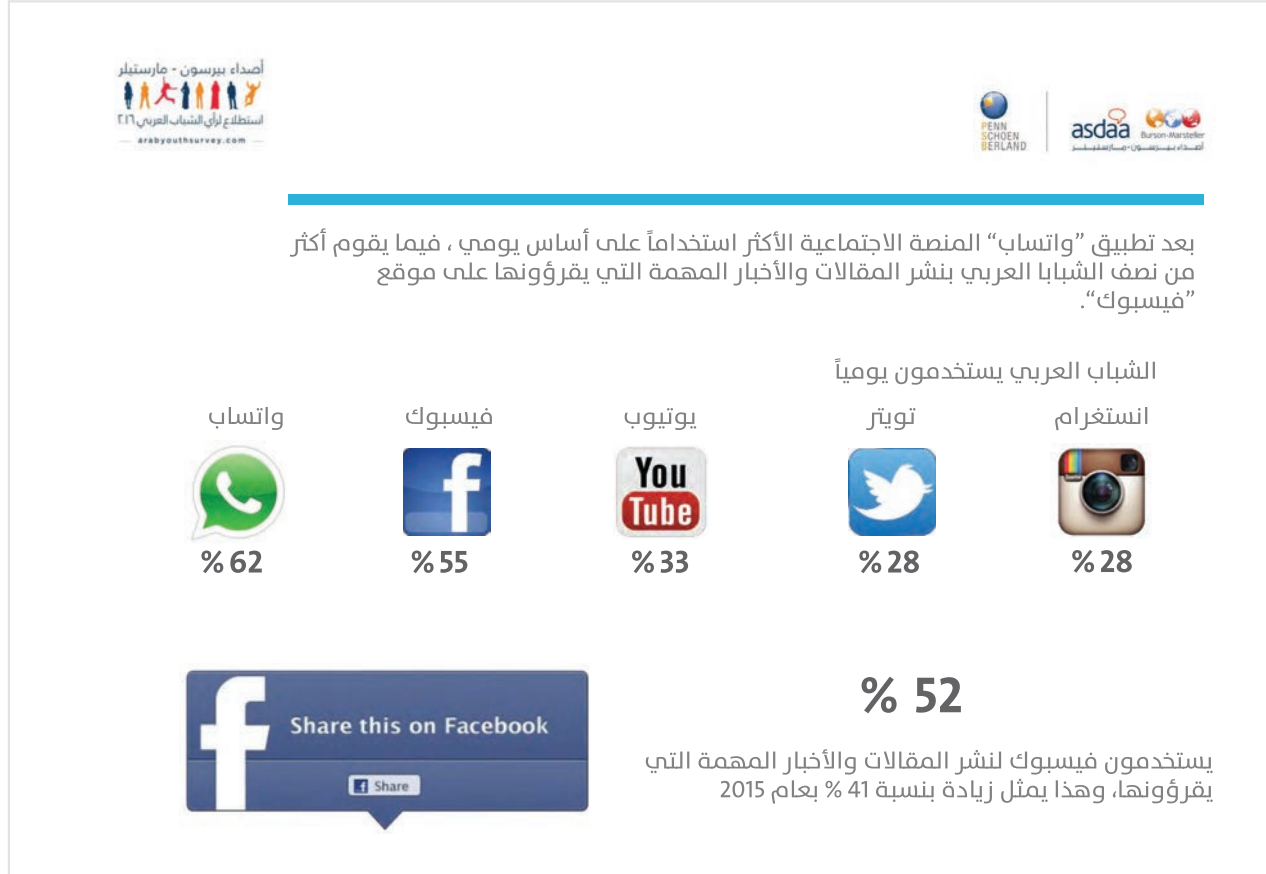 أصداء بيرسون - مارستيلر
استطلاع لرأي الشباب العربي ٢٠١٦
arabyouthsurvey.com
PENN
SCHOEN
BERLAND
asdaa
Burson-Marsteller
أصداء بيرسون-مارستيلر
بعد تطبيق ”واتساب“ المنصة الاجتماعية الأكثر استخداماً على أساس يومي ، فيما يقوم أكثر
من نصف الشبابا العربي بنشر المقالات والأخبار المهمة التي يقرؤونها على موقع
”فيسبوك“.
الشباب العربي يستخدمون يومياً
انستغرام تويتر يوتيوب فيسبوك واتساب
You
Tube
% 28 % 28 % 33 % 55 % 62
Share this on Facebook
Share
% 52
يستخدمون فيسبوك لنشر المقالات والأخبار المهمة التي
يقرؤونها، وهذا يمثل زيادة بنسبة 41 % بعام 2015